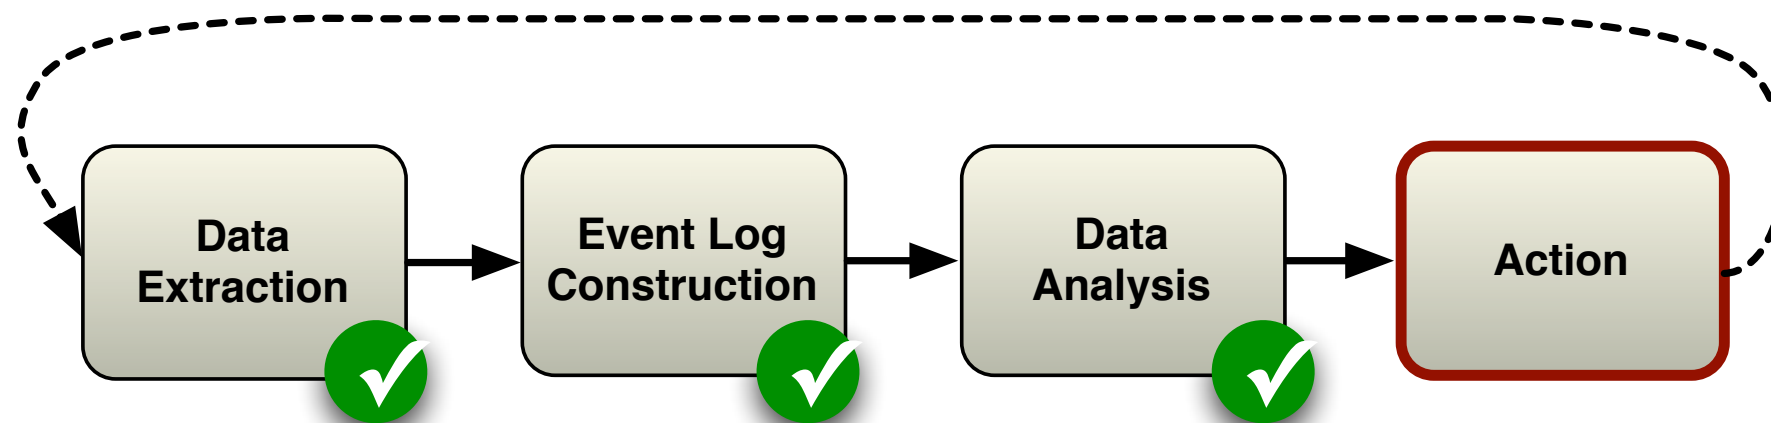 Data
Extraction
Event Log
Construction
Data
Analysis
Action